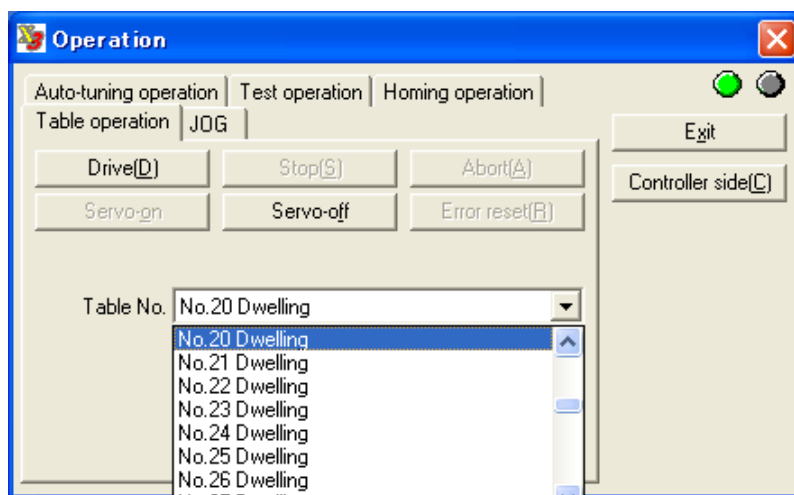 Operation
Auto-tuning operation Test operation Homing operation
Table operation JOG
Exit
Drive(D) Stop(S) Abort(A)
Controller side(C)
Servo-on Servo-off Error reset(R)
Table No. No.20 Dwelling
No.20 Dwelling
No.21 Dwelling
No.22 Dwelling
No.23 Dwelling
No.24 Dwelling
No.25 Dwelling
No.26 Dwelling